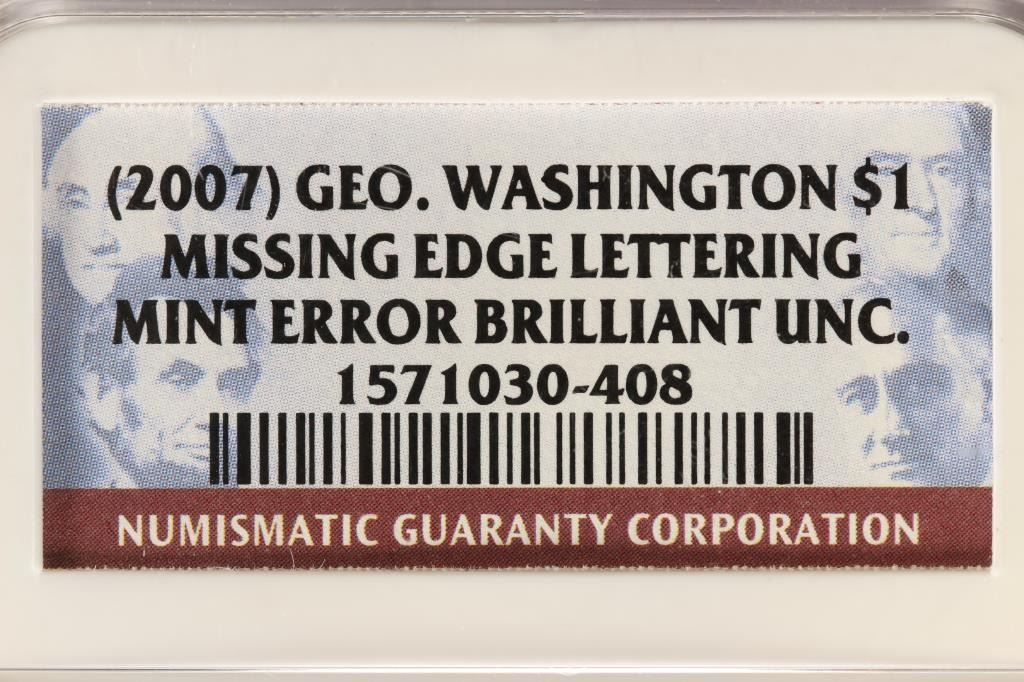 (2007) GEO. WASHINGTON $1
MISSING EDGE LETTERING
MINT ERROR BRILLIANT UNC.
1571030-408
NUMISMATIC GUARANTY CORPORATION